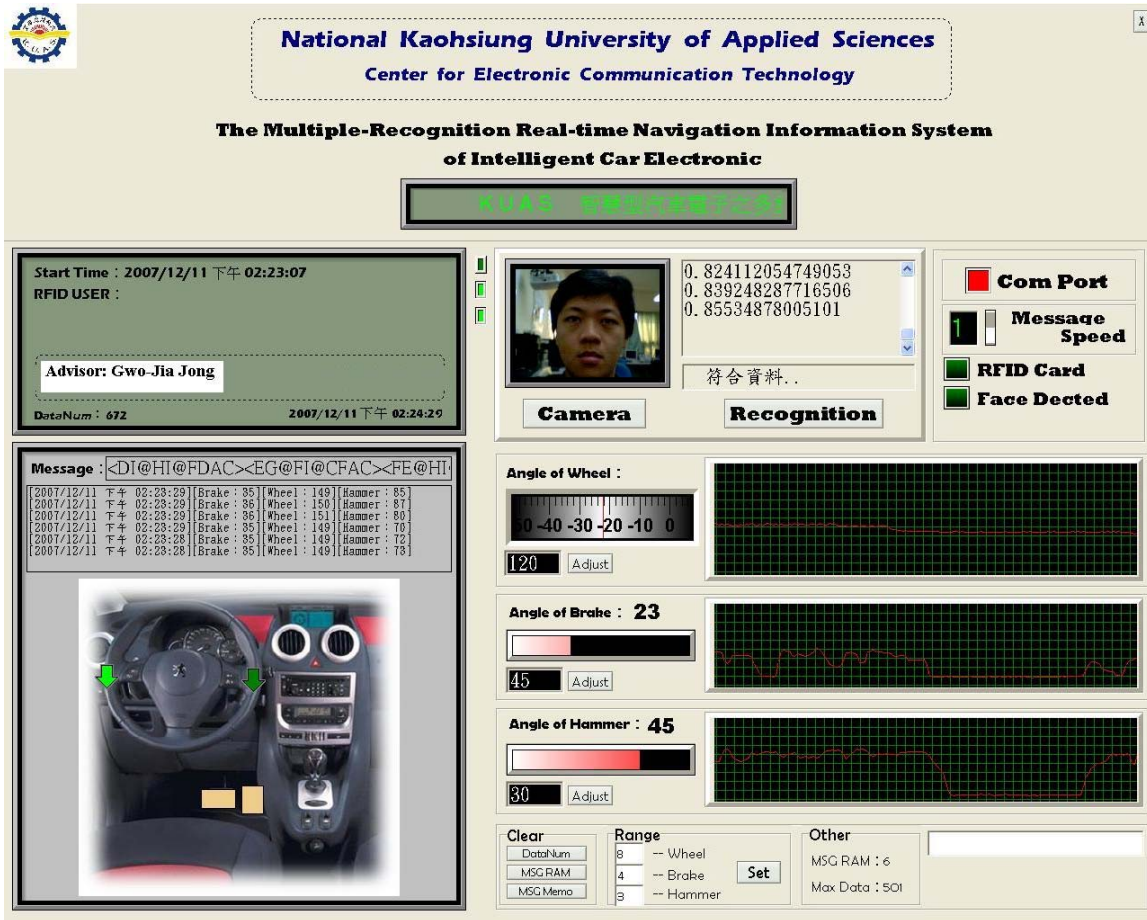 X
National Kaohsiung University of Applied Sciences
Center for Electronic Communication Technology
The Multiple-Recognition Real-time Navigation Information System
of Intelligent Car Electronic
KUAS 智慧型汽車電子
Start Time：2007/12/11 下午 02:23:07
RFID USER：
Advisor: Gwo-Jia Jong
DataNum：672
2007/12/11 下午 02:24:29
0.824112054749053
0.839248287716506
0.85534878005101
符合資料..
Camera
Recognition
Com Port
1
Message
Speed
RFID Card
Face Dected
Message：<DI@HI@FDAC><EG@FI@CFAC><FE@HI
[2007/12/11 下午 02:23:29][Brake：35][Wheel：149][Hammer：85]
[2007/12/11 下午 02:23:29][Brake：36][Wheel：150][Hammer：87]
[2007/12/11 下午 02:23:29][Brake：36][Wheel：151][Hammer：80]
[2007/12/11 下午 02:23:29][Brake：35][Wheel：149][Hammer：70]
[2007/12/11 下午 02:23:28][Brake：35][Wheel：149][Hammer：72]
[2007/12/11 下午 02:23:28][Brake：35][Wheel：149][Hammer：73]
Angle of Wheel：
-40 -30 -20 -10 0
120
Adjust
Angle of Brake：23
45
Adjust
Angle of Hammer：45
30
Adjust
Clear
DataNum
MSG RAM
MSG Memo
Range
8 -- Wheel
4 -- Brake
3 -- Hammer
Set
Other
MSG RAM：6
Max Data：501